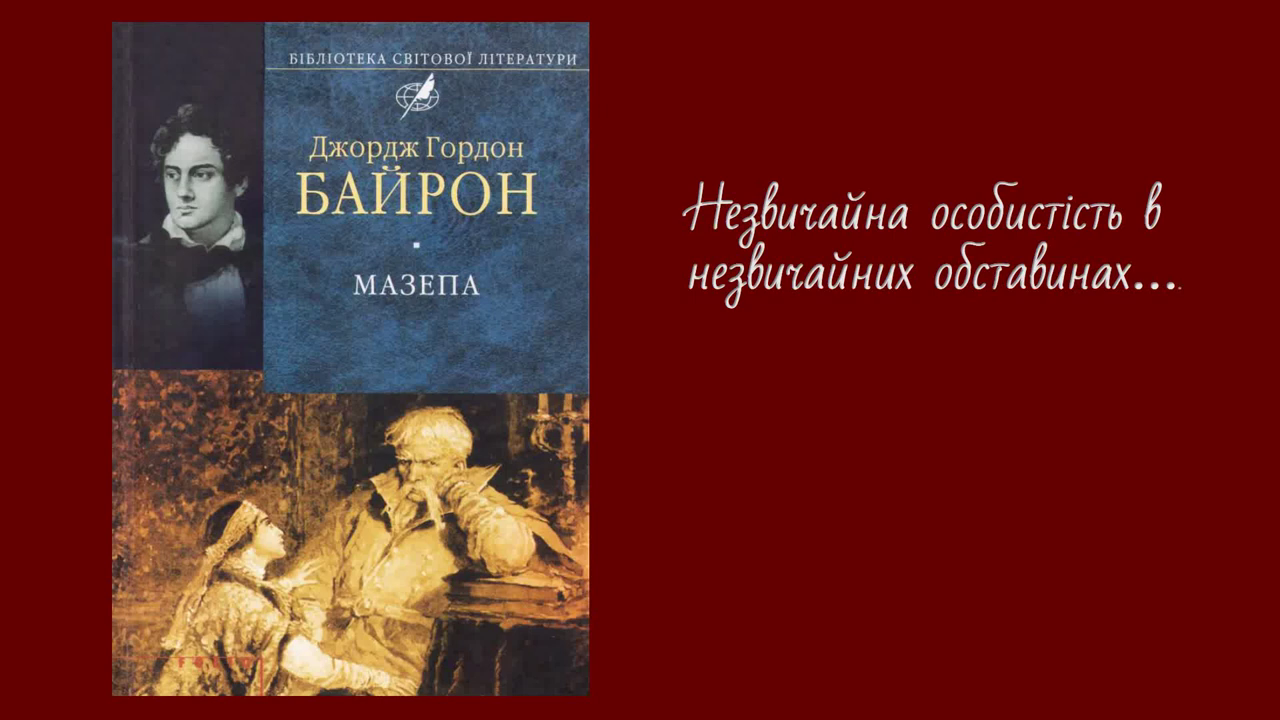 БІБЛІОТЕКА СВІТОВОЇ ЛІТЕРАТУРИ
Джордж Гордон
БАЙРОН
МАЗЕПА
Незвичайна особистість в
незвичайних обставинах....